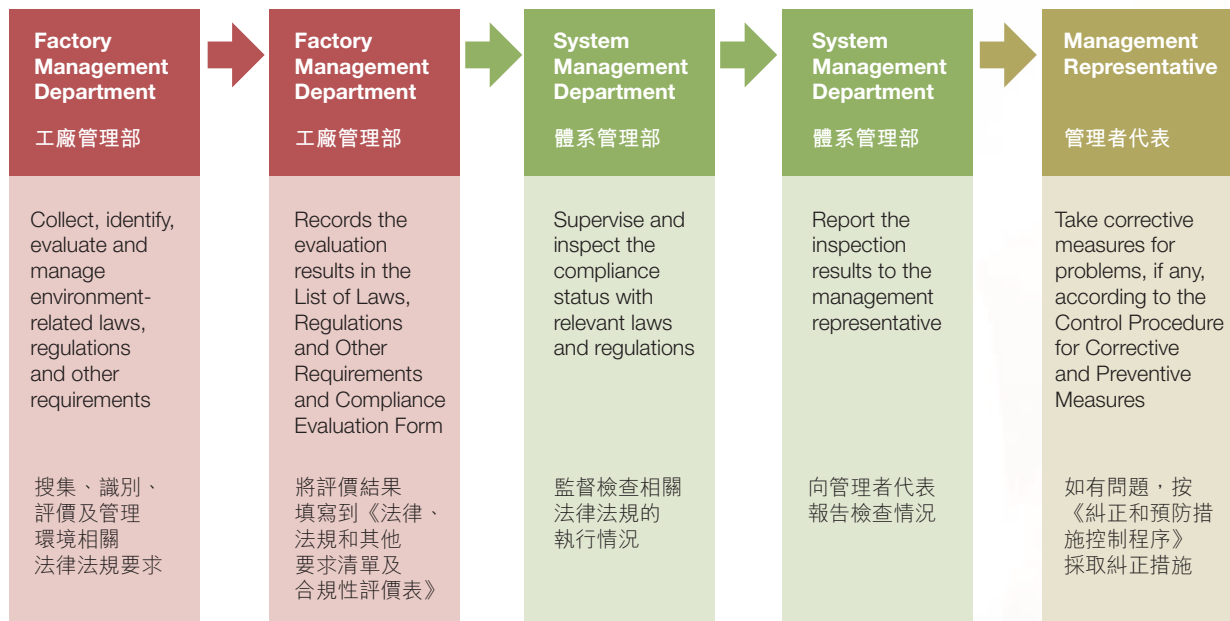 Factory
Management
Department
工廠管理部
Collect, identify,
evaluate and
manage
environment-
related laws,
regulations
and other
requirements
搜集、識別、
評價及管理
環境相關
法律法規要求
Factory
Management
Department
工廠管理部
Records the
evaluation
results in the
List of Laws,
Regulations
and Other
Requirements
and Compliance
Evaluation Form
將評價結果
填寫到《法律、
法規和其他
要求清單及
合規性評價表》
System
Management
Department
體系管理部
Supervise and
inspect the
compliance
status with
relevant laws
and regulations
監督檢查相關
法律法規的
執行情況
System
Management
Department
體系管理部
Report the
inspection
results to the
management
representative
向管理者代表
報告檢查情況
Management
Representative
管理者代表
Take corrective
measures for
problems, if any,
according to the
Control Procedure
for Corrective
and Preventive
Measures
如有問題，按
《糾正和預防措
施控制程序》
採取糾正措施